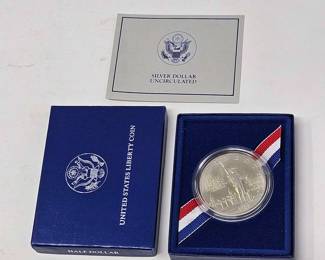 SILVER DOLLAR
UNCIRCULATED
UNITED STATES LIBERTY COIN
HALF DOLLAR